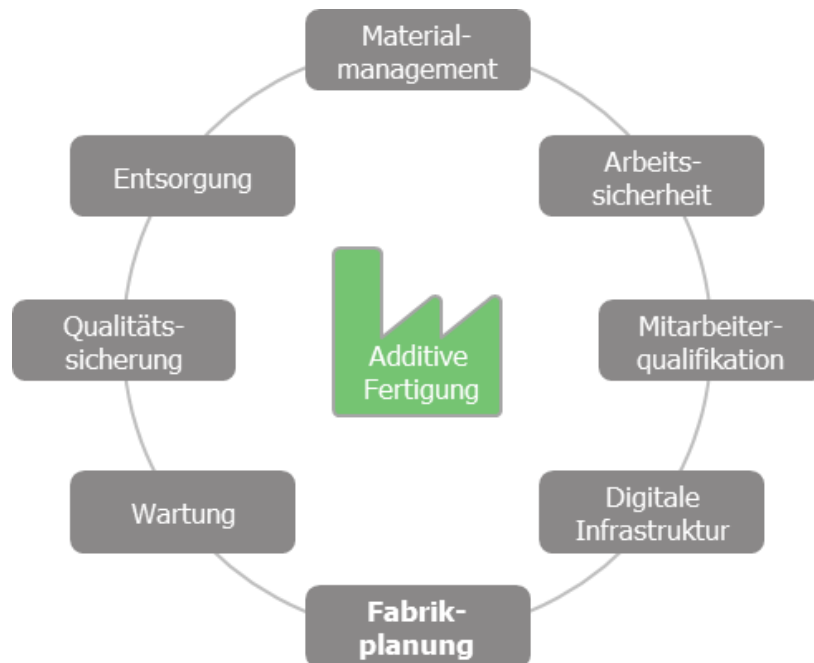 Material-
management
Arbeits-
sicherheit
Mitarbeiter-
qualifikation
Digitale
Infrastruktur
Fabrik-
planung
Wartung
Qualitäts-
sicherung
Entsorgung
Additive
Fertigung